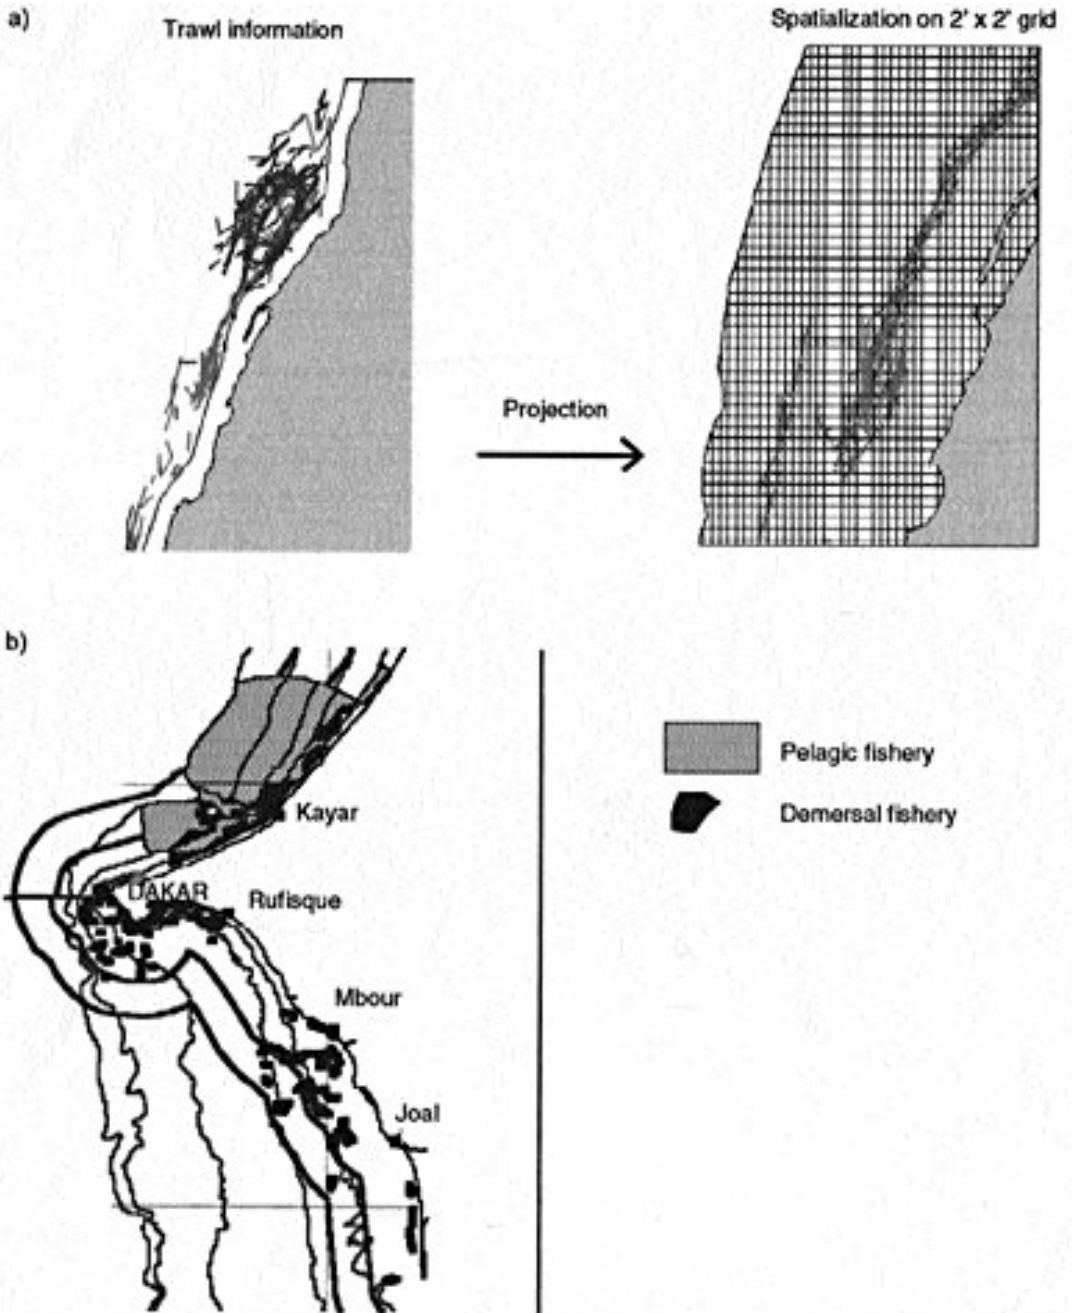 a)
Trawl information
Spatialization on 2' x 2' grid
Projection
b)
Pelagic fishery
Kayar
Demersal fishery
DAKAR
Rufisque
Mbour
Joal